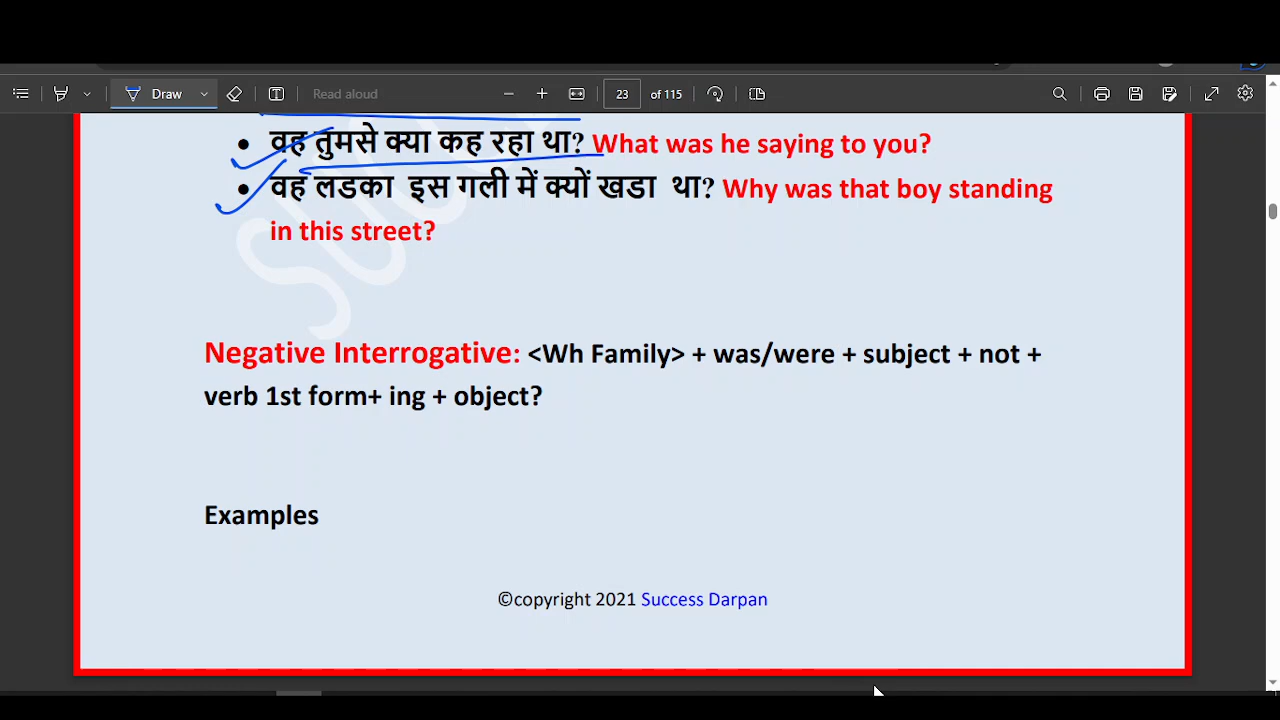 Draw
Read aloud
23 of 115
• वह तुमसे क्या कह रहा था? What was he saying to you?
• वह लडका इस गली में क्यों खडा था? Why was that boy standing
in this street?
Negative Interrogative: <Wh Family> + was/were + subject + not +
verb 1st form+ ing + object?
Examples
©copyright 2021 Success Darpan